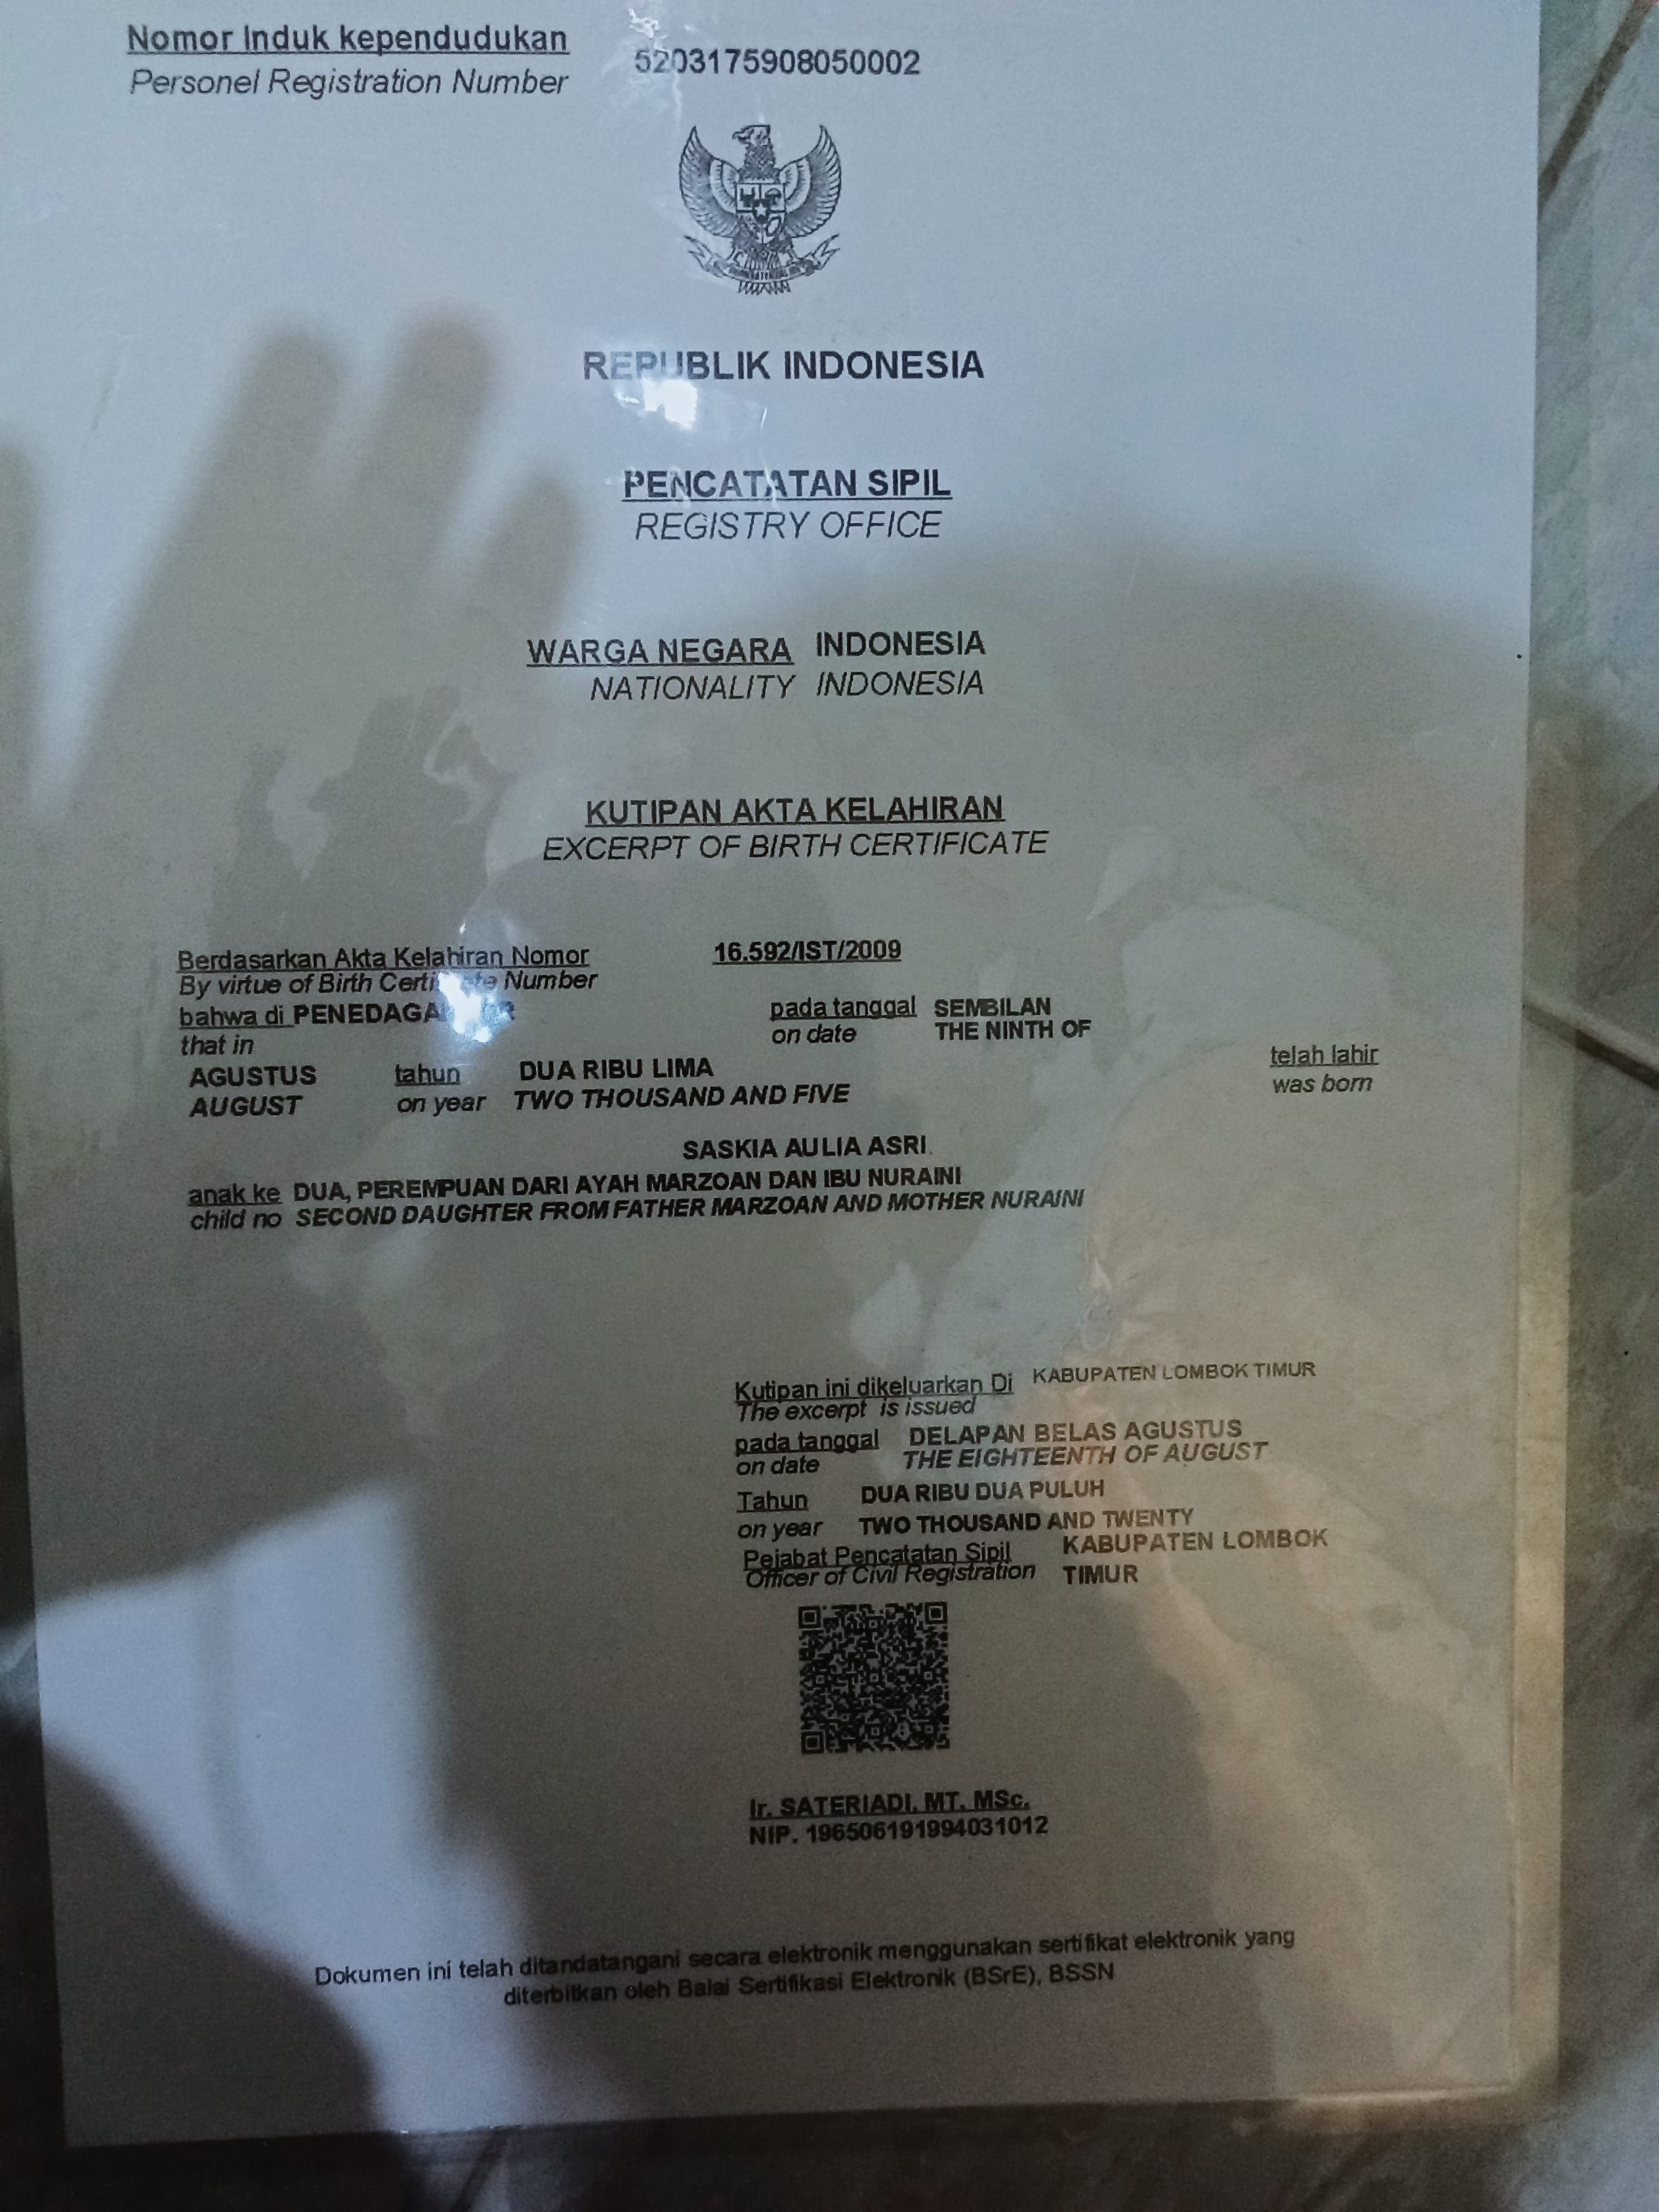 Nomor Induk kependudukan 5203175908050002
Personel Registration Number
REPUBLIK INDONESIA
PENCATATAN SIPIL
REGISTRY OFFICE
WARGA NEGARA INDONESIA
NATIONALITY INDONESIA
KUTIPAN AKTA KELAHIRAN
EXCERPT OF BIRTH CERTIFICATE
Berdasarkan Akta Kelahiran Nomor 16.592/IST/2009
By virtue of Birth Certificate Number
bahwa di pada tanggal SEMBILAN
that in on date THE NINTH OF
telah lahir
was born
AGUSTUS tahun DUA RIBU LIMA
AUGUST on year TWO THOUSAND AND FIVE
SASKIA AULIA ASRI
anak ke DUA, PEREMPUAN DARI AYAH MARZOAN DAN IBU NURAINI
child no SECOND DAUGHTER FROM FATHER MARZOAN AND MOTHER NURAINI
Kutipan ini dikeluarkan Di KABUPATEN LOMBOK TIMUR
The excerpt is issued
pada tanggal DELAPAN BELAS AGUSTUS
on date THE EIGHTEENTH OF AUGUST
Tahun DUA RIBU DUA PULUH
on year TWO THOUSAND AND TWENTY
Pejabat Pencatatan Sipil KABUPATEN LOMBOK
Officer of Civil Registration TIMUR
Ir. SATERIADI, MT, MSc.
NIP. 196506191994031012
Dokumen ini telah ditandatangani secara elektronik menggunakan sertifikat elektronik yang
diterbitkan oleh Balai Sertifikasi Elektronik (BSrE), BSSN